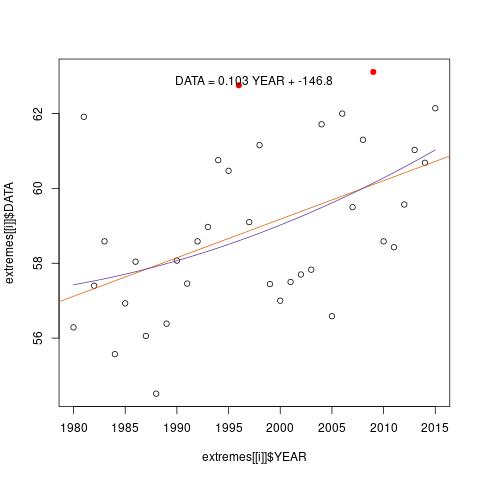 DATA = 0.103 YEAR + -146.8
62
60
58
56
extremes[[i]]$DATA
1980 1985 1990 1995 2000 2005 2010 2015
extremes[[i]]$YEAR